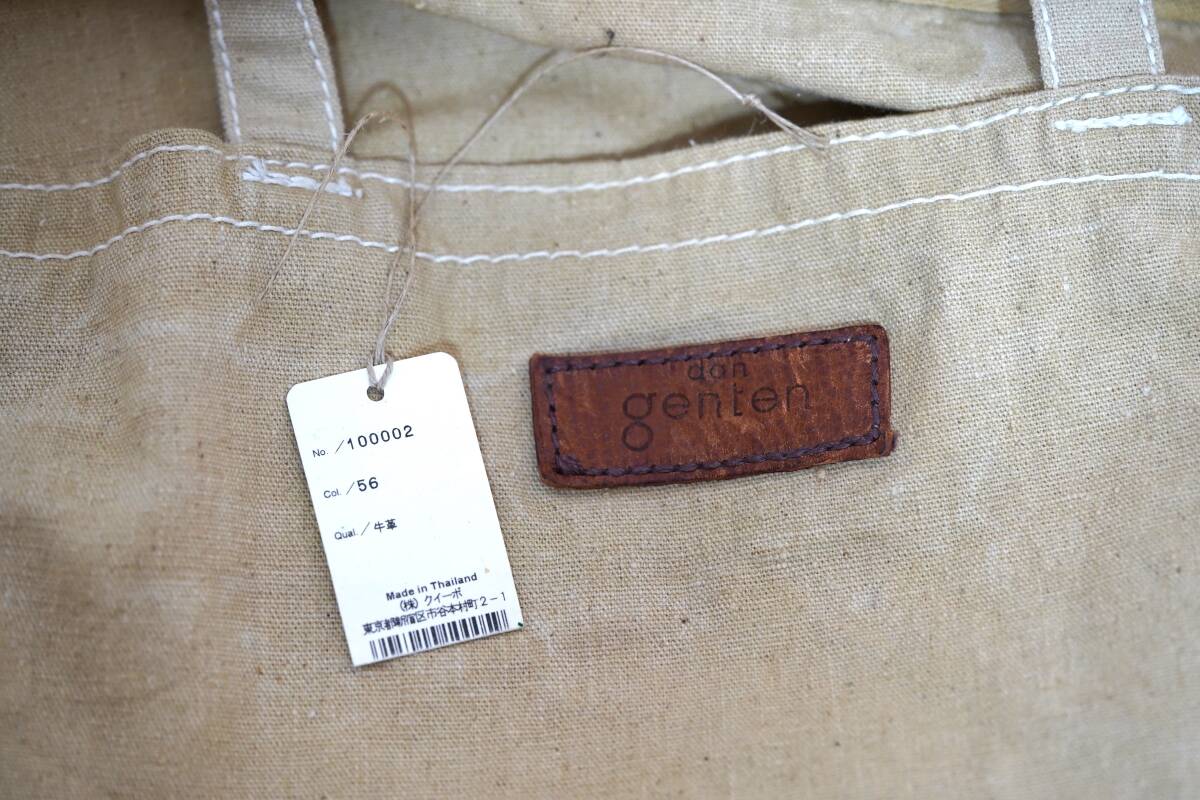 No. /100002
Col. /56
Qual. / 牛革
Made in Thailand
(株) クイーポ
東京都新宿区市谷本村町2-1
dan
genten